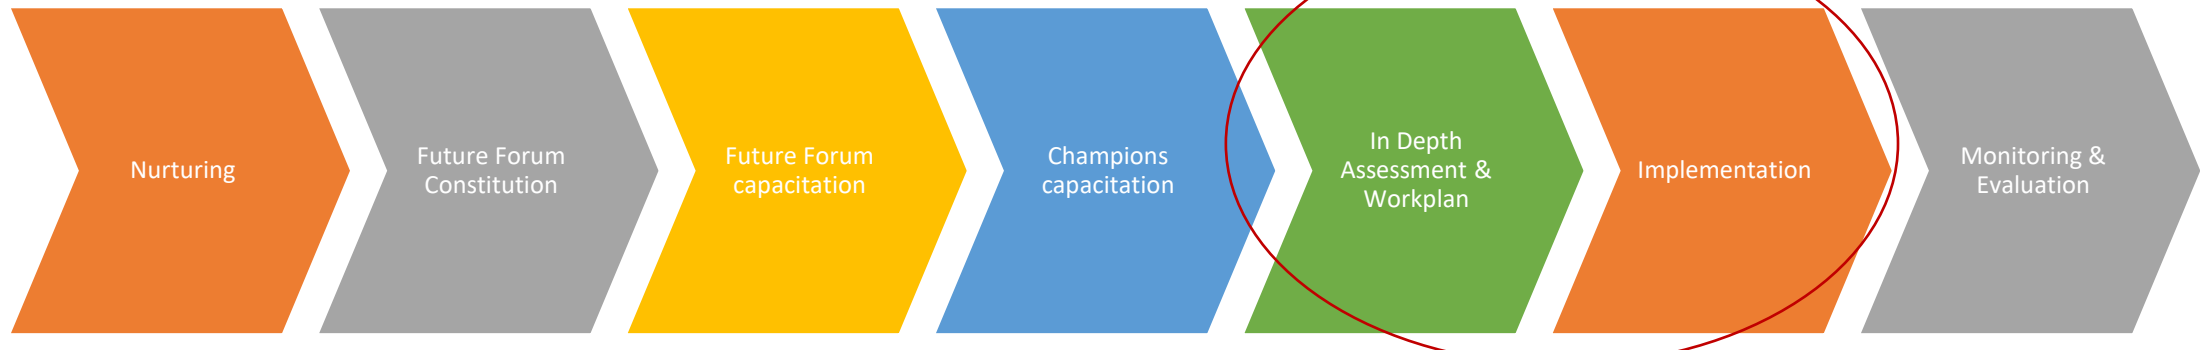 Nurturing
Future Forum
Constitution
Future Forum
capacitation
Champions
capacitation
In Depth
Assessment &
Workplan
Implementation
Monitoring &
Evaluation